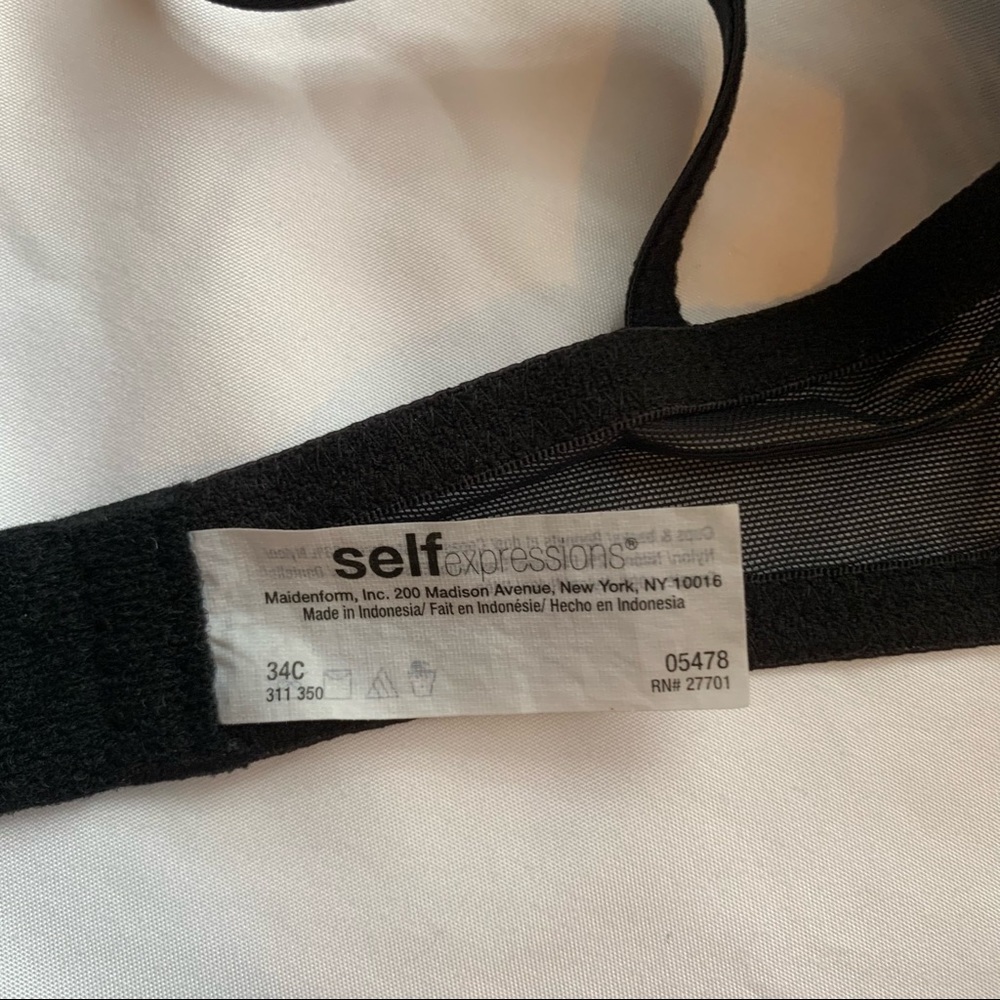 selfexpressions®
Maidenform, Inc. 200 Madison Avenue, New York, NY 10016
Made in Indonesia/ Fait en Indonésie/ Hecho en Indonesia
34C
311 350
05478
RN# 27701